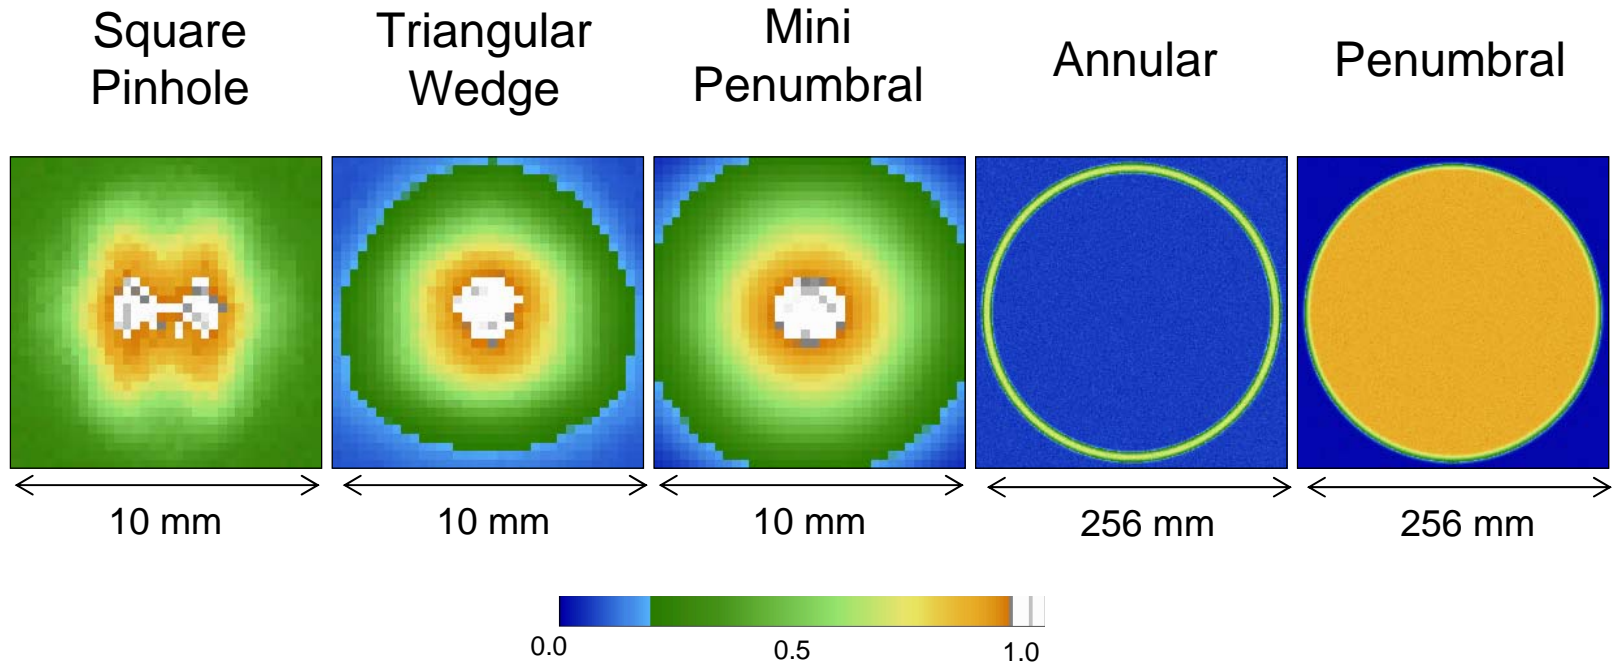 Square
Pinhole
Triangular
Wedge
Mini
Penumbral
Annular
Penumbral
10 mm
10 mm
10 mm
256 mm
256 mm
0.0
0.5
1.0